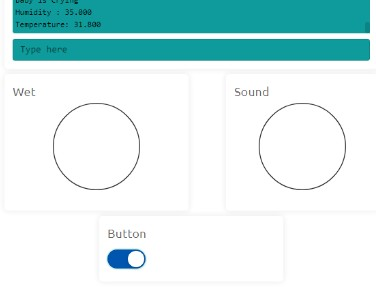 Baby is Crying
Humidity : 35.000
Temperature: 31.800
Type here
Wet
Sound
Button